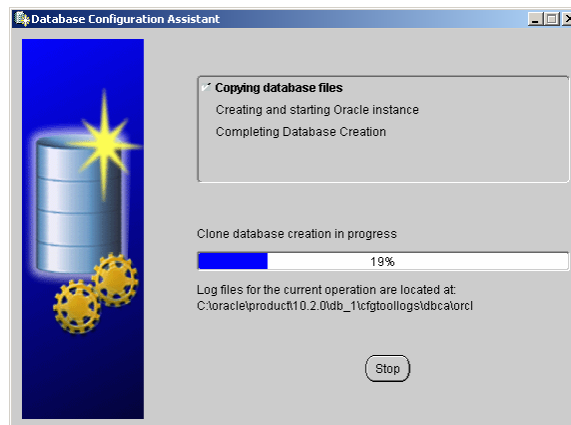 Database Configuration Assistant
Copying database files
Creating and starting Oracle instance
Completing Database Creation
Clone database creation in progress
19%
Log files for the current operation are located at:
C:\oracle\product\10.2.0\db_1\cfgtoollogs\dbca\orcl
Stop